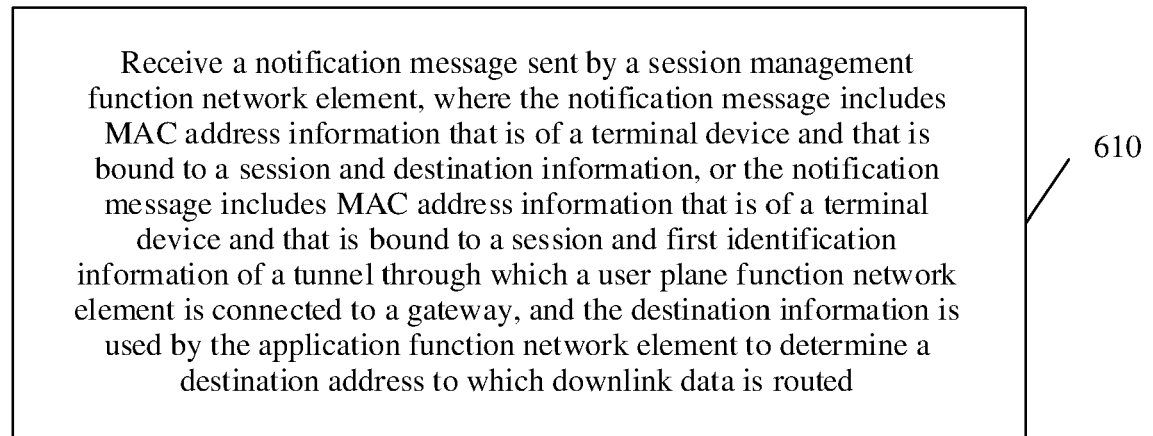 Receive a notification message sent by a session management
function network element, where the notification message includes
MAC address information that is of a terminal device and that is
bound to a session and destination information, or the notification
message includes MAC address information that is of a terminal
device and that is bound to a session and first identification
information of a tunnel through which a user plane function network
element is connected to a gateway, and the destination information is
used by the application function network element to determine a
destination address to which downlink data is routed
610